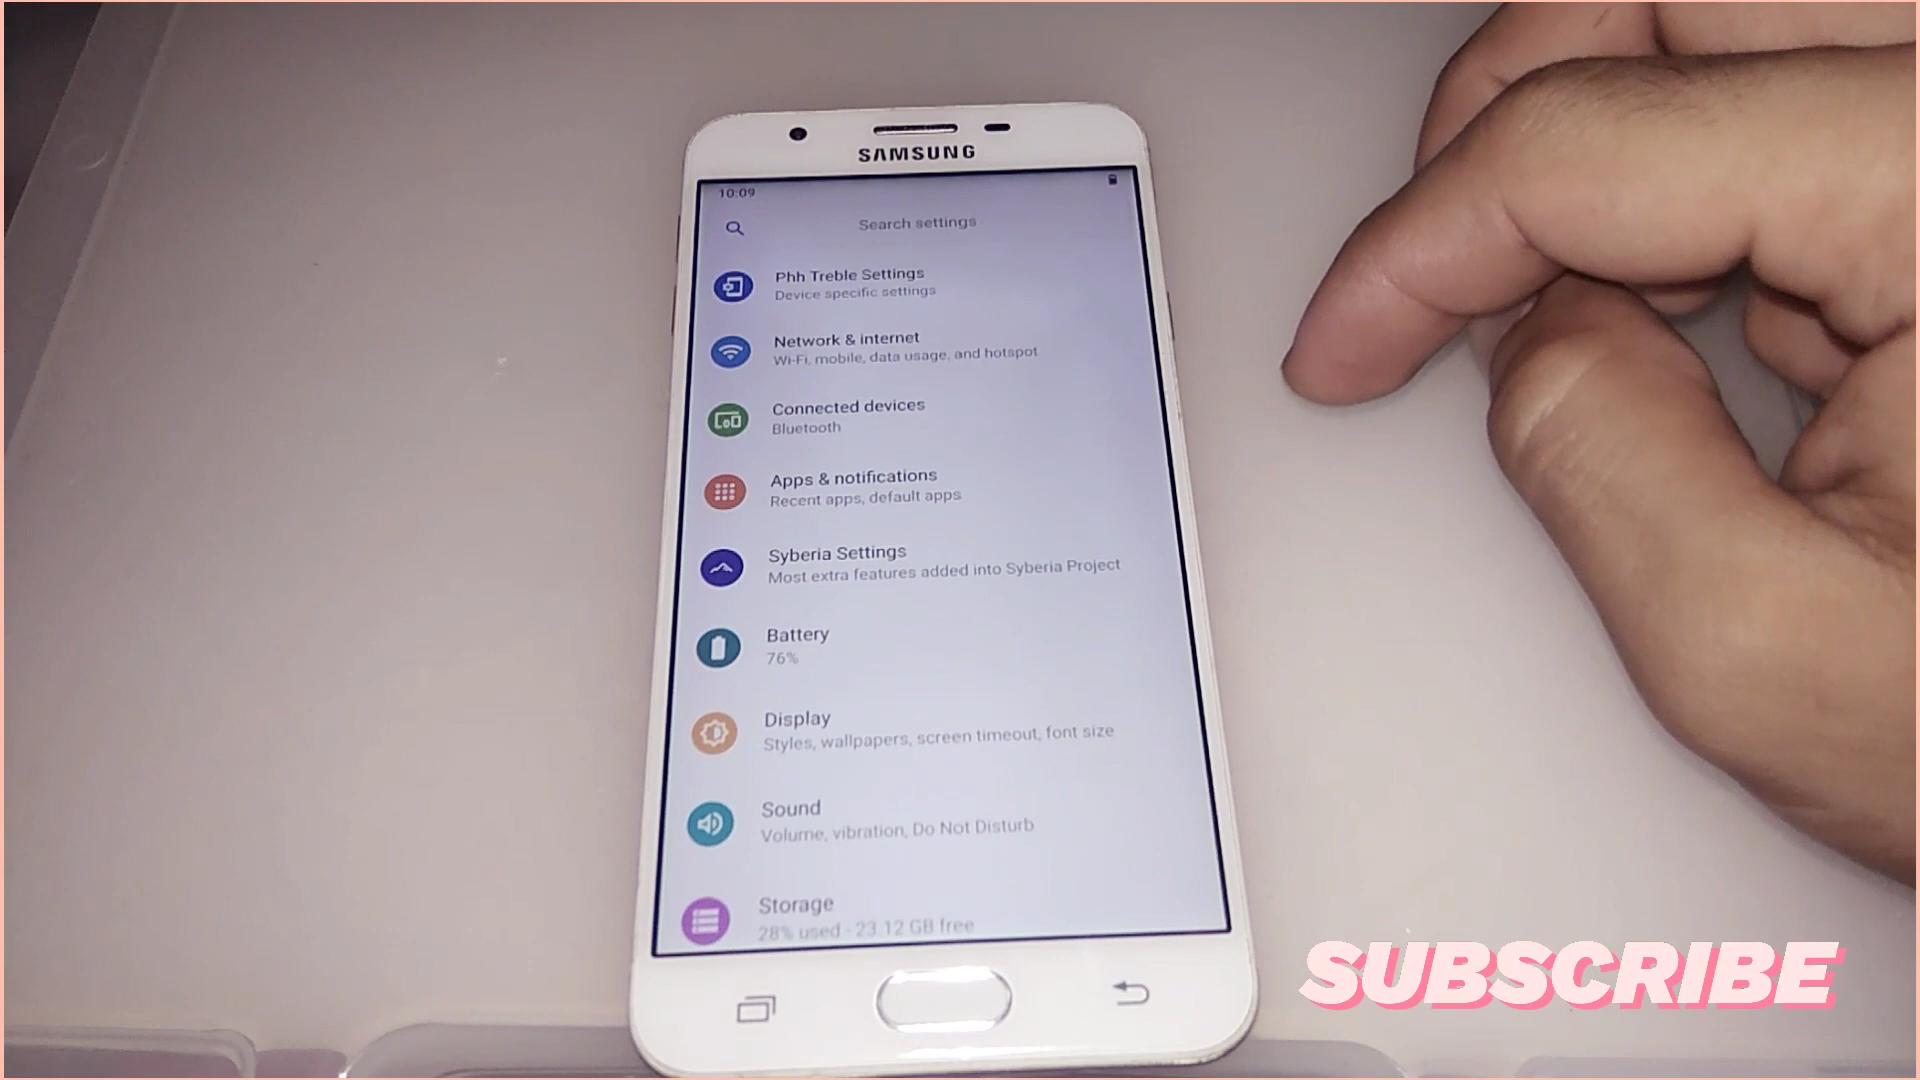 SAMSUNG
10:09
Search settings
Phh Treble Settings
Device specific settings
Network & internet
Wi-Fi, mobile, data usage, and hotspot
Connected devices
Bluetooth
Apps & notifications
Recent apps, default apps
Syberia Settings
Most extra features added into Syberia Project
Battery
76%
Display
Styles, wallpapers, screen timeout, font size
Sound
Volume, vibration, Do Not Disturb
Storage
28% used - 23.12 GB free
SUBSCRIBE